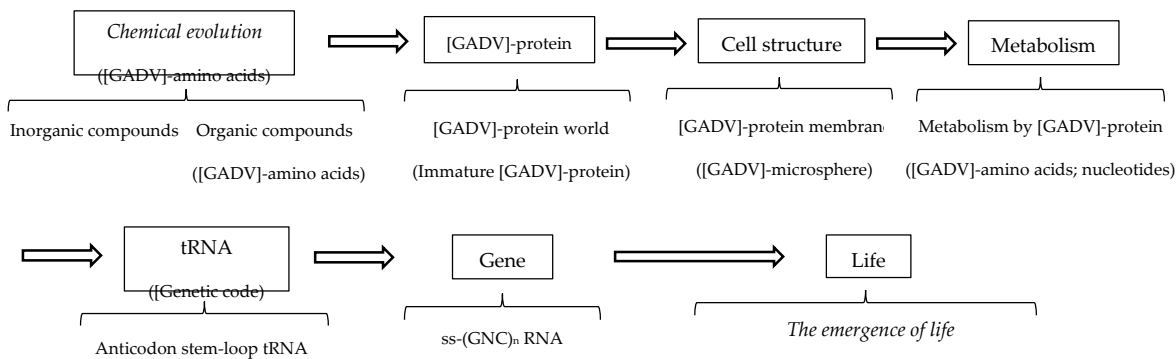 Chemical evolution
([GADV]-amino acids)
[GADV]-protein
Cell structure
Metabolism
Inorganic compounds
Organic compounds
([GADV]-amino acids)
[GADV]-protein world
(Immature [GADV]-protein)
[GADV]-protein membran
([GADV]-microsphere)
Metabolism by [GADV]-protein
([GADV]-amino acids; nucleotides)
tRNA
([Genetic code)
Gene
Life
Anticodon stem-loop tRNA
ss-(GNC)ₙ RNA
The emergence of life